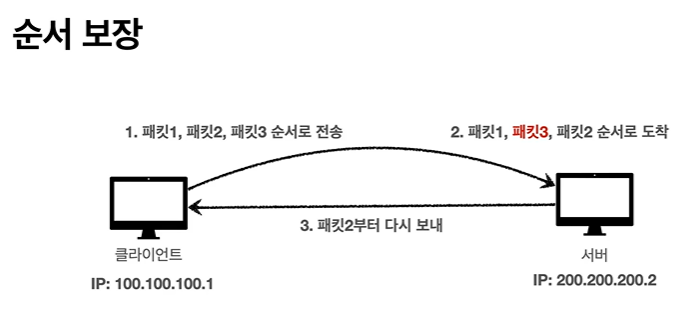 순서 보장
1. 패킷1, 패킷2, 패킷3 순서로 전송
2. 패킷1, 패킷3, 패킷2 순서로 도착
3. 패킷2부터 다시 보내
클라이언트
서버
IP: 100.100.100.1
IP: 200.200.200.2